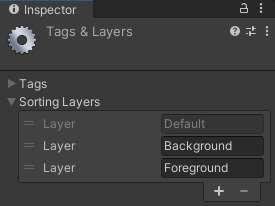 Inspector
Tags & Layers
Tags
Sorting Layers
Layer Default
Layer Background
Layer Foreground